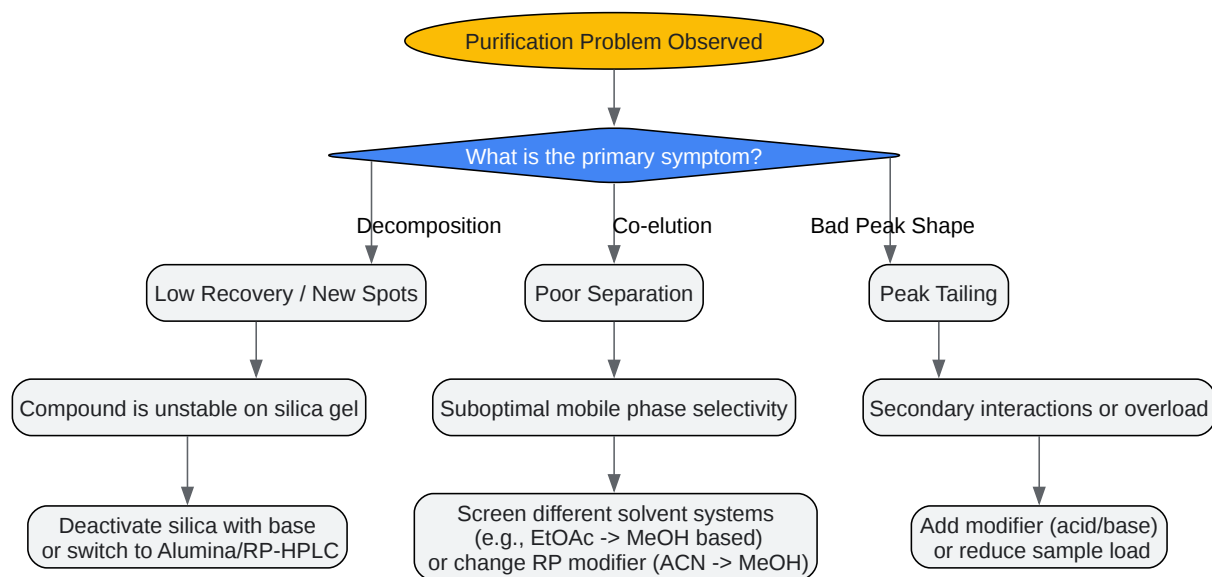 Purification Problem Observed
What is the primary symptom?
Decomposition
Co-elution
Bad Peak Shape
Low Recovery / New Spots
Poor Separation
Peak Tailing
Compound is unstable on silica gel
Suboptimal mobile phase selectivity
Secondary interactions or overload
Deactivate silica with base
or switch to Alumina/RP-HPLC
Screen different solvent systems
(e.g., EtOAc -> MeOH based)
or change RP modifier (ACN -> MeOH)
Add modifier (acid/base)
or reduce sample load